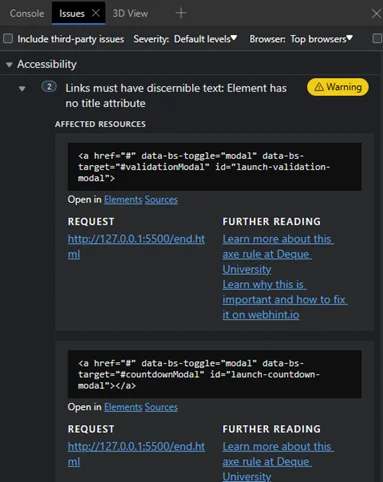 Console Issues 3D View
Include third-party issues Severity: Default levels Browser: Top browsers
Accessibility
2 Links must have discernible text: Element has
no title attribute
Warning
AFFECTED RESOURCES
<a href="#" data-bs-toggle="modal" data-bs-
target="#validationModal" id="launch-validation-
modal">
Open in Elements Sources
REQUEST
http://127.0.0.1:5500/end.ht
ml
FURTHER READING
Learn more about this
axe rule at Deque
University
Learn why this is
important and how to fix
it on webhint.io
<a href="#" data-bs-toggle="modal" data-bs-
target="#countdownModal" id="launch-countdown-
modal"></a>
Open in Elements Sources
REQUEST
http://127.0.0.1:5500/end.ht
ml
FURTHER READING
Learn more about this
axe rule at Deque
University